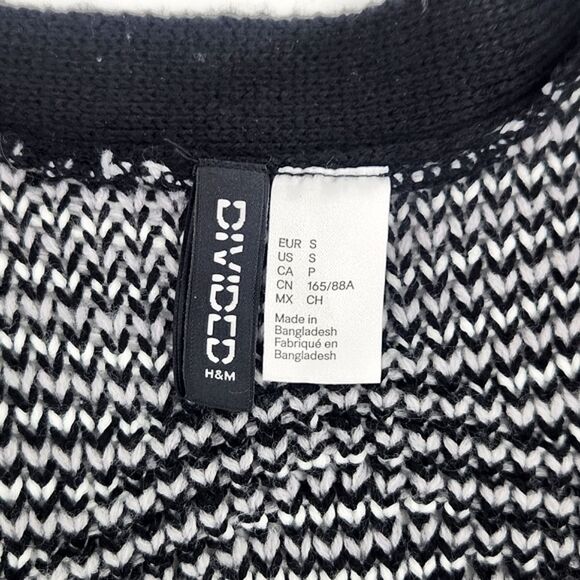 DIVIDED
H&M
EUR S
US S
CA P
CN 165/88A
MX CH
Made in
Bangladesh
Fabriqué en
Bangladesh